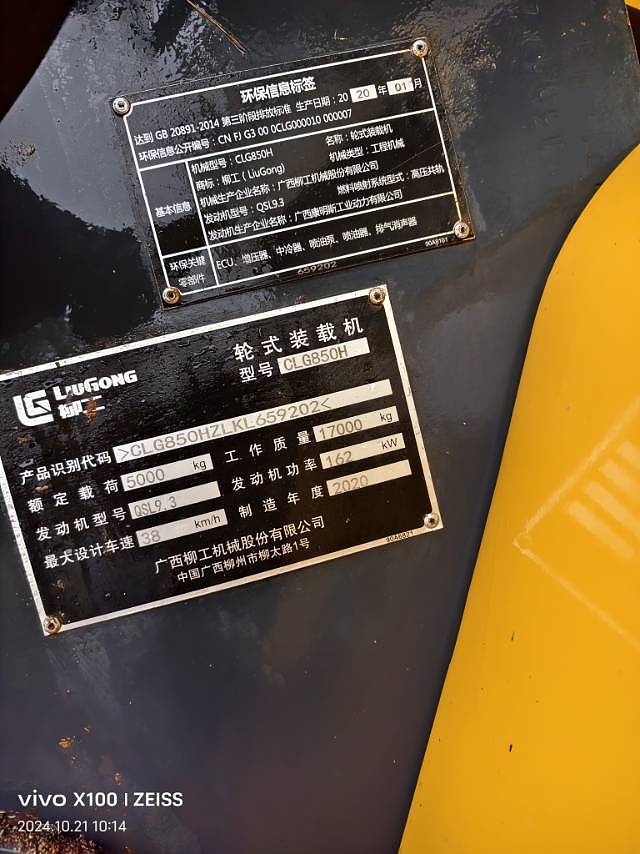 环保信息标签
达到 GB 20891-2014 第三阶段排放标准 生产日期: 20 20 年 01 月
环保信息公开编号: CN FJ G3 00 0CLG000010 000007
基本信息
机械型号: CLG850H 名称: 轮式装载机
商标: 柳工 ( LiuGong) 机械类型: 工程机械
机械生产企业名称: 广西柳工机械股份有限公司
发动机型号: QSL9.3 燃料喷射系统型式: 高压共轨
发动机生产企业名称: 广西康明斯工业动力有限公司
环保关键零部件
ECU、增压器、中冷器、喷油泵、喷油器、排气消声器
659202
LIUGONG
柳工
轮式装载机
型号 CLG850H
产品识别代码 >CLG850HZLKL659202<
额定载荷 5000 kg 工作质量 17000 kg
发动机型号 QSL9.3 发动机功率 162 kW
最大设计车速 38 km/h 制造年度 2020
广西柳工机械股份有限公司
中国广西柳州市柳太路1号
vivo X100 | ZEISS
2024.10.21 10:14